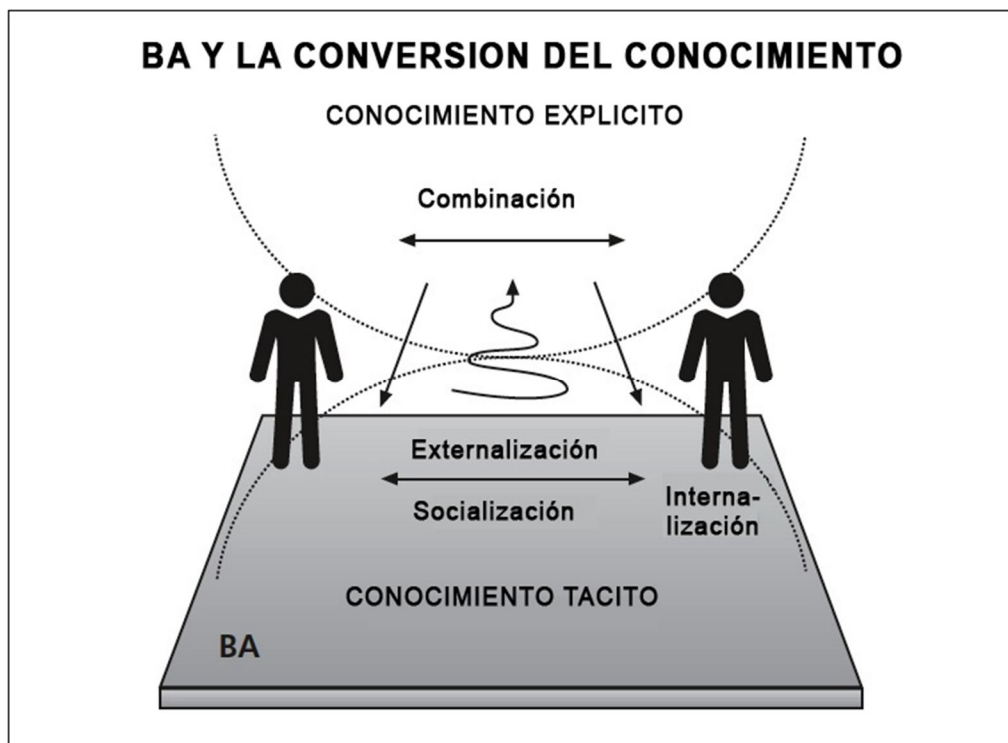 BA Y LA CONVERSION DEL CONOCIMIENTO
CONOCIMIENTO EXPLICITO
Combinación
Externalización
Socialización
Interna-
lización
CONOCIMIENTO TACITO
BA